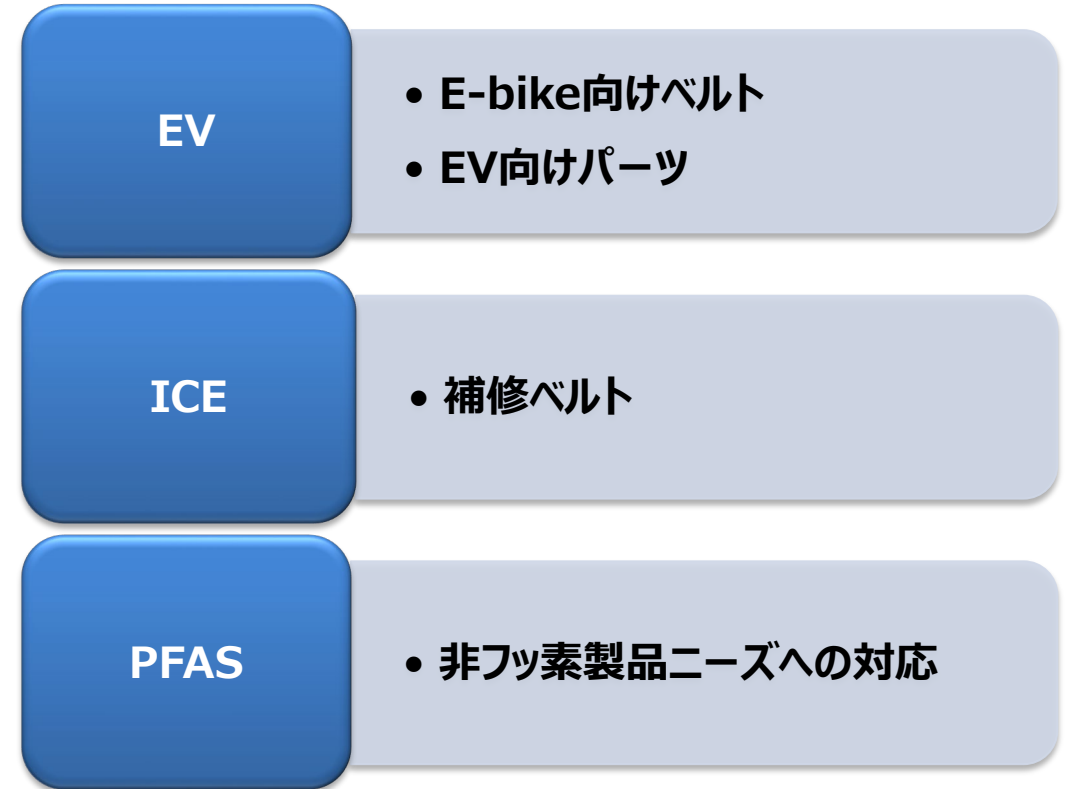 EV
• E-bike向けベルト
• EV向けパーツ
ICE
• 補修ベルト
PFAS
• 非フッ素製品ニーズへの対応